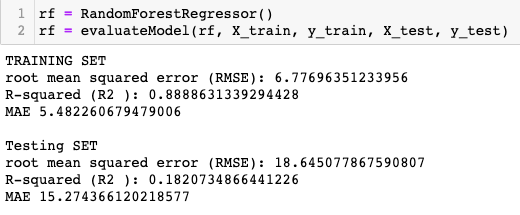 1 rf = RandomForestRegressor()
2 rf = evaluateModel(rf, X_train, y_train, X_test, y_test)
TRAINING SET
root mean squared error (RMSE): 6.77696351233956
R-squared (R2 ): 0.8888631339294428
MAE 5.482260679479006
Testing SET
root mean squared error (RMSE): 18.645077867590807
R-squared (R2 ): 0.1820734866441226
MAE 15.274366120218577